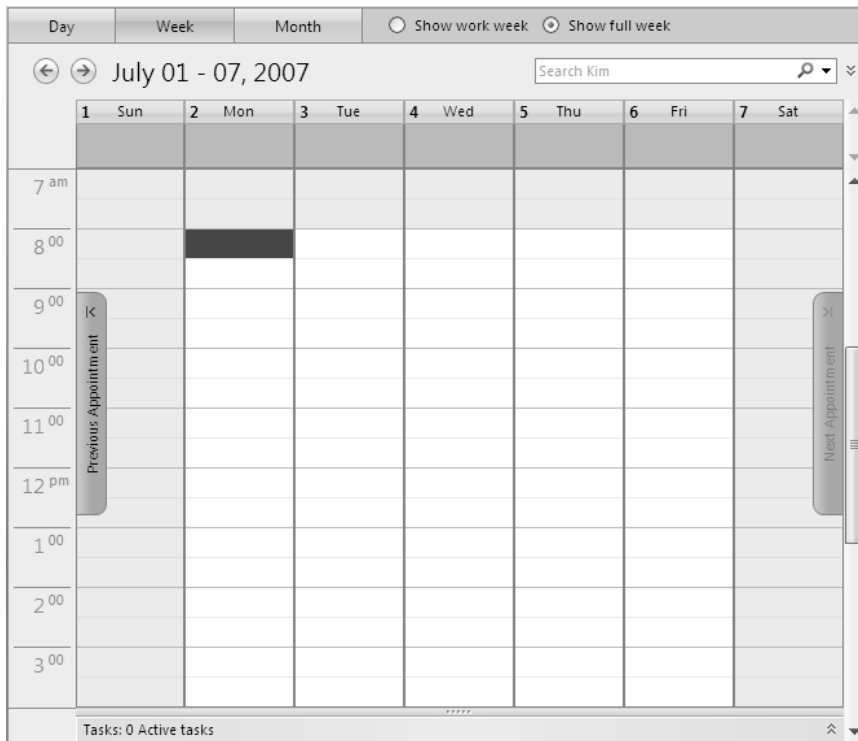 Day Week Month Show work week Show full week
July 01 - 07, 2007 Search Kim
1 Sun 2 Mon 3 Tue 4 Wed 5 Thu 6 Fri 7 Sat
7 am
8 00
9 00
10 00
11 00
12 pm
1 00
2 00
3 00
Previous Appointment
Next Appointment
Tasks: 0 Active tasks